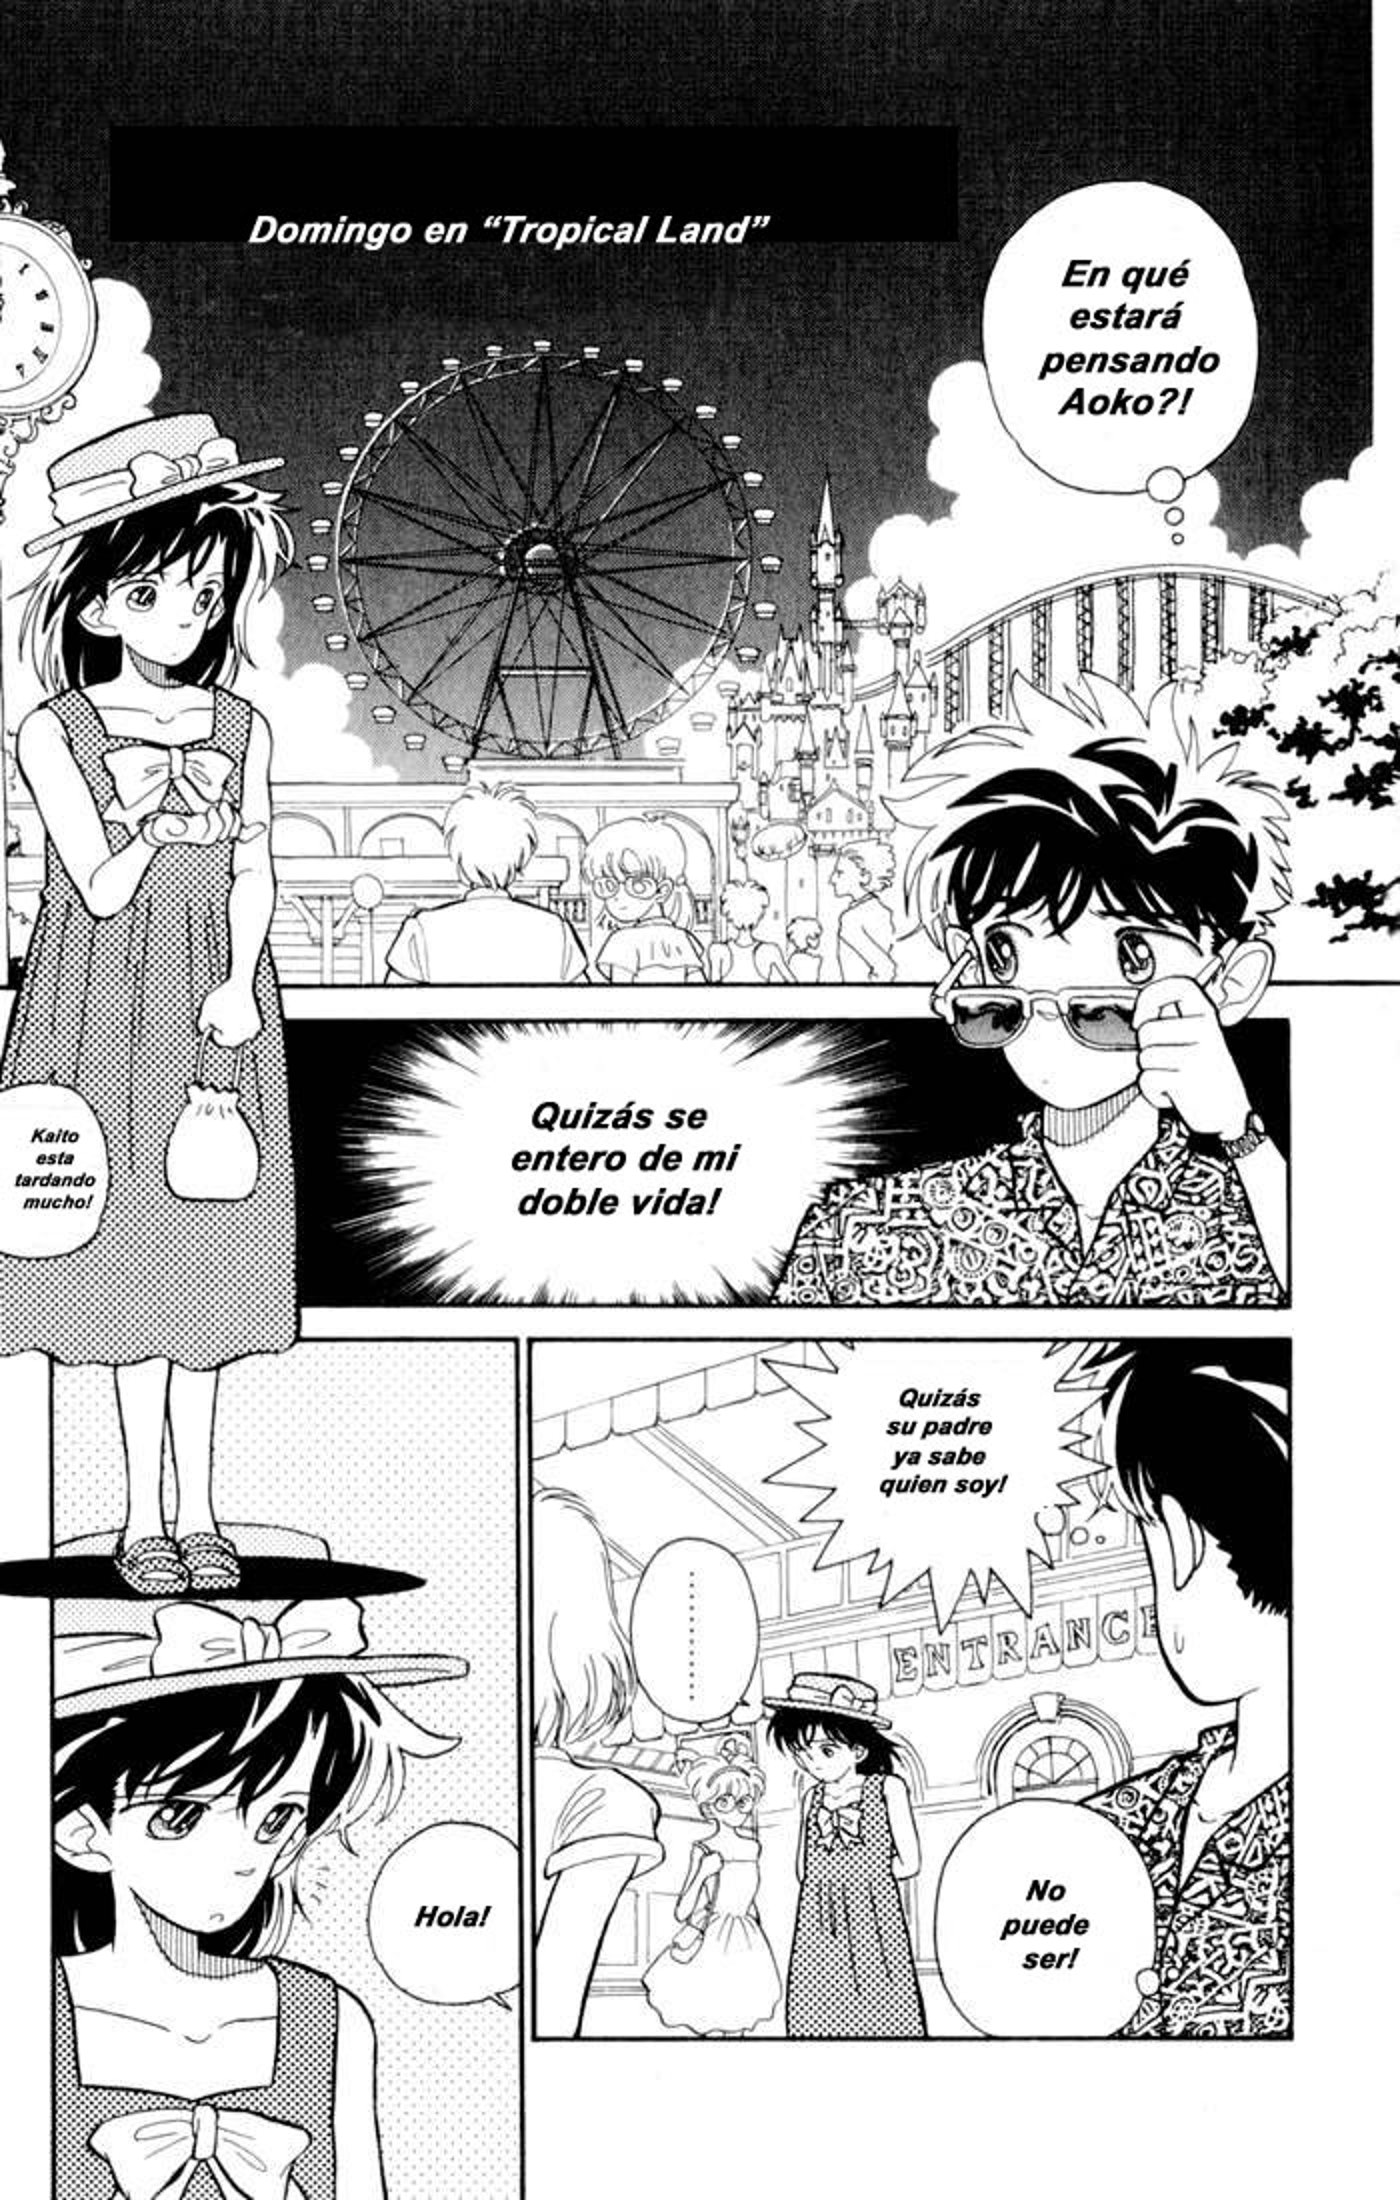 Domingo en “Tropical Land”
En qué
estará
pensando
Aoko?!
Quizás se
entero de mi
doble vida!
Kaito
esta
tardando
mucho!
Quizás
su padre
ya sabe
quien soy!
..........
ENTRANCE
No
puede
ser!
Hola!